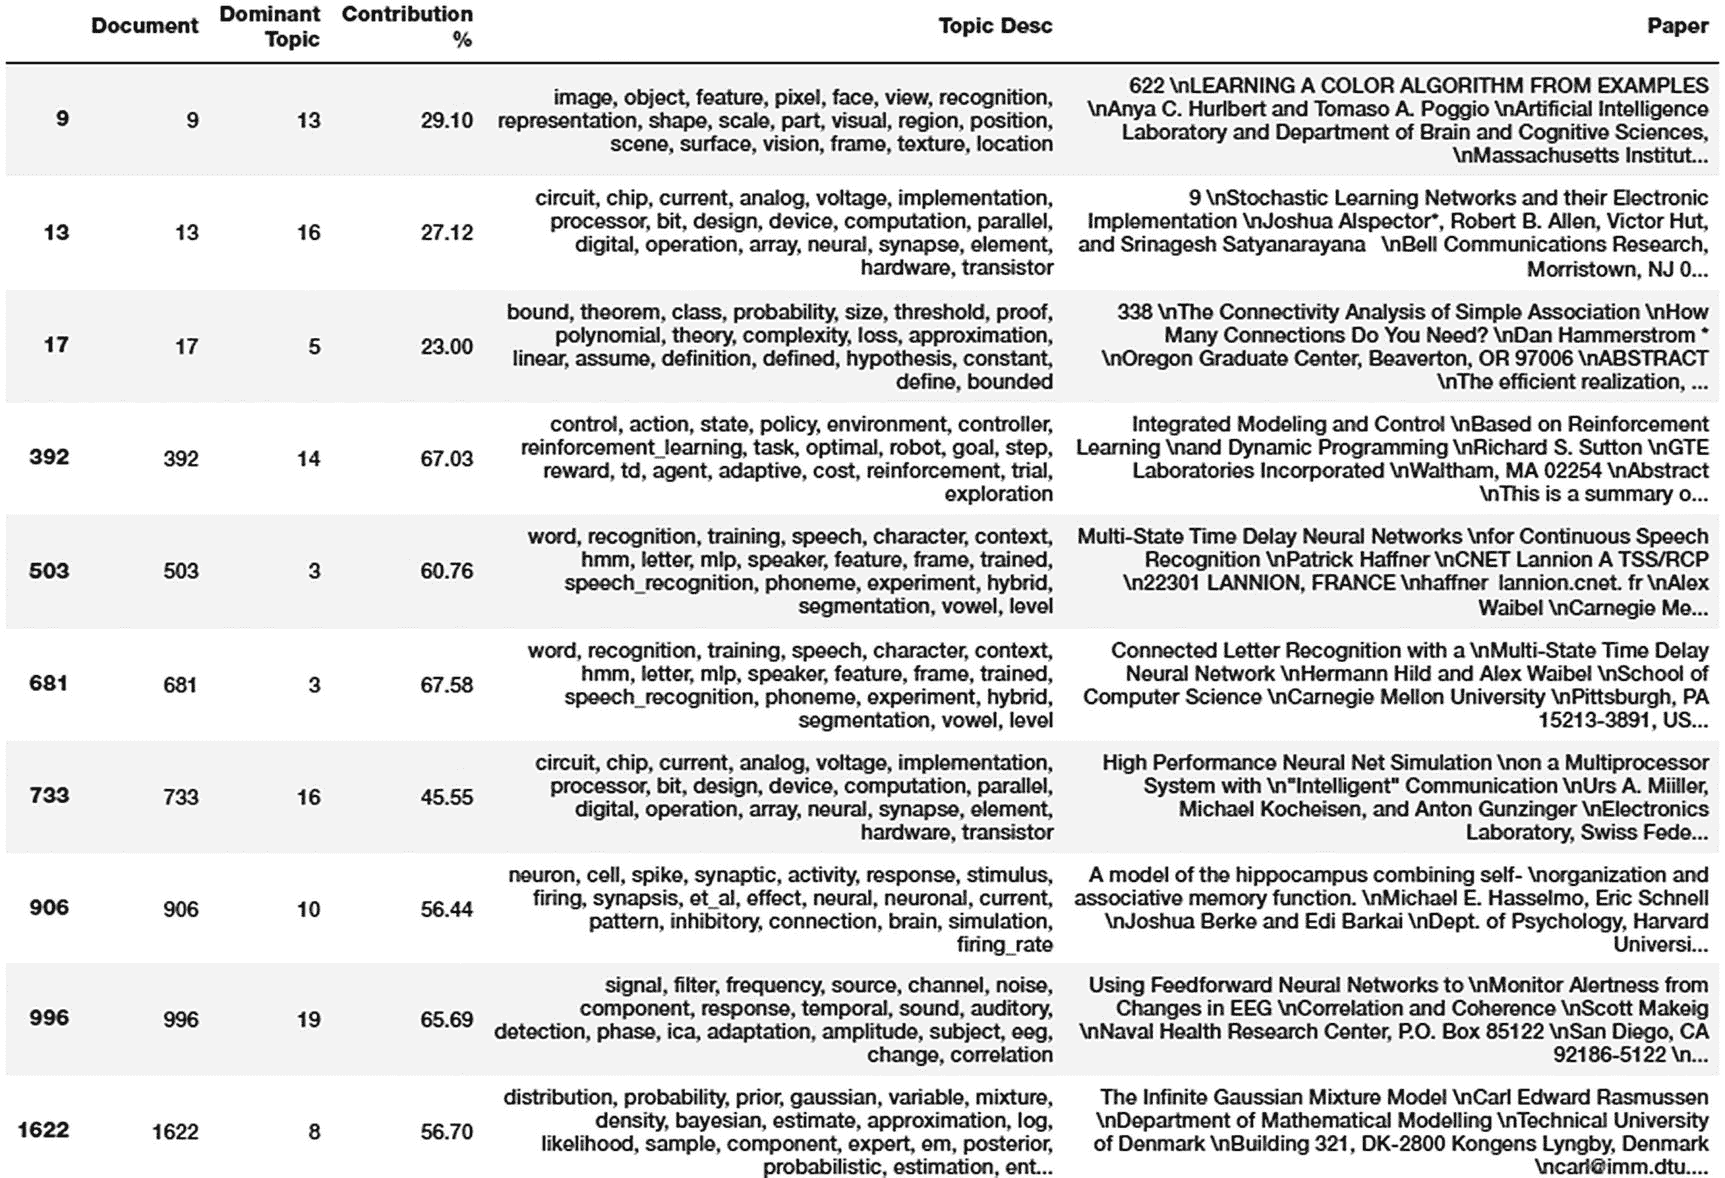 Document Dominant Topic Contribution % Topic Desc Paper
9 9 13 29.10 image, object, feature, pixel, face, view, recognition, representation, shape, scale, part, visual, region, position, scene, surface, vision, frame, texture, location 622 \nLEARNING A COLOR ALGORITHM FROM EXAMPLES \nAnya C. Hurlbert and Tomaso A. Poggio \nArtificial Intelligence Laboratory and Department of Brain and Cognitive Sciences, \nMassachusetts Institut...
13 13 16 27.12 circuit, chip, current, analog, voltage, implementation, processor, bit, design, device, computation, parallel, digital, operation, array, neural, synapse, element, hardware, transistor 9 \nStochastic Learning Networks and their Electronic Implementation \nJoshua Alspector*, Robert B. Allen, Victor Hut, and Srinagesh Satyanarayana \nBell Communications Research, Morristown, NJ 0...
17 17 5 23.00 bound, theorem, class, probability, size, threshold, proof, polynomial, theory, complexity, loss, approximation, linear, assume, definition, defined, hypothesis, constant, define, bounded 338 \nThe Connectivity Analysis of Simple Association \nHow Many Connections Do You Need? \nDan Hammerstrom * \nOregon Graduate Center, Beaverton, OR 97006 \nABSTRACT \nThe efficient realization, ...
392 392 14 67.03 control, action, state, policy, environment, controller, reinforcement_learning, task, optimal, robot, goal, step, reward, td, agent, adaptive, cost, reinforcement, trial, exploration Integrated Modeling and Control \nBased on Reinforcement Learning \nand Dynamic Programming \nRichard S. Sutton \nGTE Laboratories Incorporated \nWaltham, MA 02254 \nAbstract \nThis is a summary o...
503 503 3 60.76 word, recognition, training, speech, character, context, hmm, letter, mlp, speaker, feature, frame, trained, speech_recognition, phoneme, experiment, hybrid, segmentation, vowel, level Multi-State Time Delay Neural Networks \nfor Continuous Speech Recognition \nPatrick Haffner \nCNET Lannion A TSS/RCP \n22301 LANNION, FRANCE \nhaffner lannion.cnet. fr \nAlex Waibel \nCarnegie Me...
681 681 3 67.58 word, recognition, training, speech, character, context, hmm, letter, mlp, speaker, feature, frame, trained, speech_recognition, phoneme, experiment, hybrid, segmentation, vowel, level Connected Letter Recognition with a \nMulti-State Time Delay Neural Network \nHermann Hild and Alex Waibel \nSchool of Computer Science \nCarnegie Mellon University \nPittsburgh, PA 15213-3891, US...
733 733 16 45.55 circuit, chip, current, analog, voltage, implementation, processor, bit, design, device, computation, parallel, digital, operation, array, neural, synapse, element, hardware, transistor High Performance Neural Net Simulation \non a Multiprocessor System with \n"Intelligent" Communication \nUrs A. Miiller, Michael Kocheisen, and Anton Gunzinger \nElectronics Laboratory, Swiss Fede...
906 906 10 56.44 neuron, cell, spike, synaptic, activity, response, stimulus, firing, synapsis, et_al, effect, neural, neuronal, current, pattern, inhibitory, connection, brain, simulation, firing_rate A model of the hippocampus combining self- \norganization and associative memory function. \nMichael E. Hasselmo, Eric Schnell \nJoshua Berke and Edi Barkai \nDept. of Psychology, Harvard Universi...
996 996 19 65.69 signal, filter, frequency, source, channel, noise, component, response, temporal, sound, auditory, detection, phase, ica, adaptation, amplitude, subject, eeg, change, correlation Using Feedforward Neural Networks to \nMonitor Alertness from Changes in EEG \nCorrelation and Coherence \nScott Makeig \nNaval Health Research Center, P.O. Box 85122 \nSan Diego, CA 92186-5122 \n...
1622 1622 8 56.70 distribution, probability, prior, gaussian, variable, mixture, density, bayesian, estimate, approximation, log, likelihood, sample, component, expert, em, posterior, probabilistic, estimation, ent... The Infinite Gaussian Mixture Model \nCarl Edward Rasmussen \nDepartment of Mathematical Modelling \nTechnical University of Denmark \nBuilding 321, DK-2800 Kongens Lyngby, Denmark \ncarl@imm.dtu....